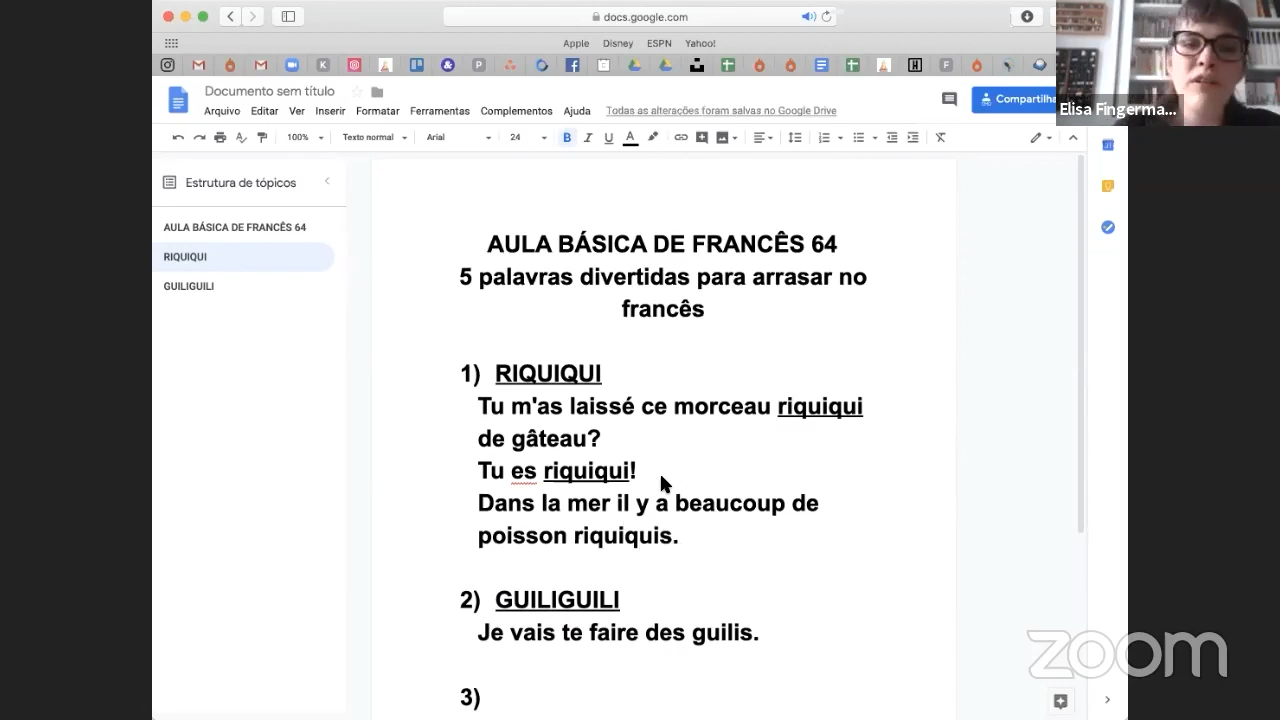 docs.google.com
Apple Disney ESPN Yahoo!
Documento sem título
Arquivo Editar Ver Inserir Formatar Ferramentas Complementos Ajuda Todas as alterações foram salvas no Google Drive
Compartilha
Elisa Fingerma...
100% Texto normal Arial 24 B I U A
Estrutura de tópicos
AULA BÁSICA DE FRANCÊS 64
RIQUIQUI
GUILIGUILI
AULA BÁSICA DE FRANCÊS 64
5 palavras divertidas para arrasar no
francês
1) RIQUIQUI
Tu m'as laissé ce morceau riquiqui
de gâteau?
Tu es riquiqui!
Dans la mer il y a beaucoup de
poisson riquiquis.
2) GUILIGUILI
Je vais te faire des guilis.
3)
zoom